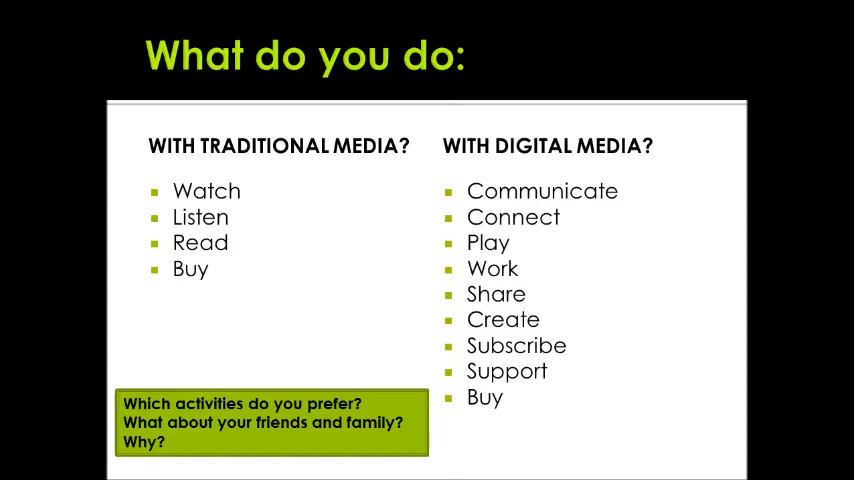 What do you do:
WITH TRADITIONAL MEDIA?
Watch
Listen
Read
Buy
WITH DIGITAL MEDIA?
Communicate
Connect
Play
Work
Share
Create
Subscribe
Support
Buy
Which activities do you prefer?
What about your friends and family?
Why?